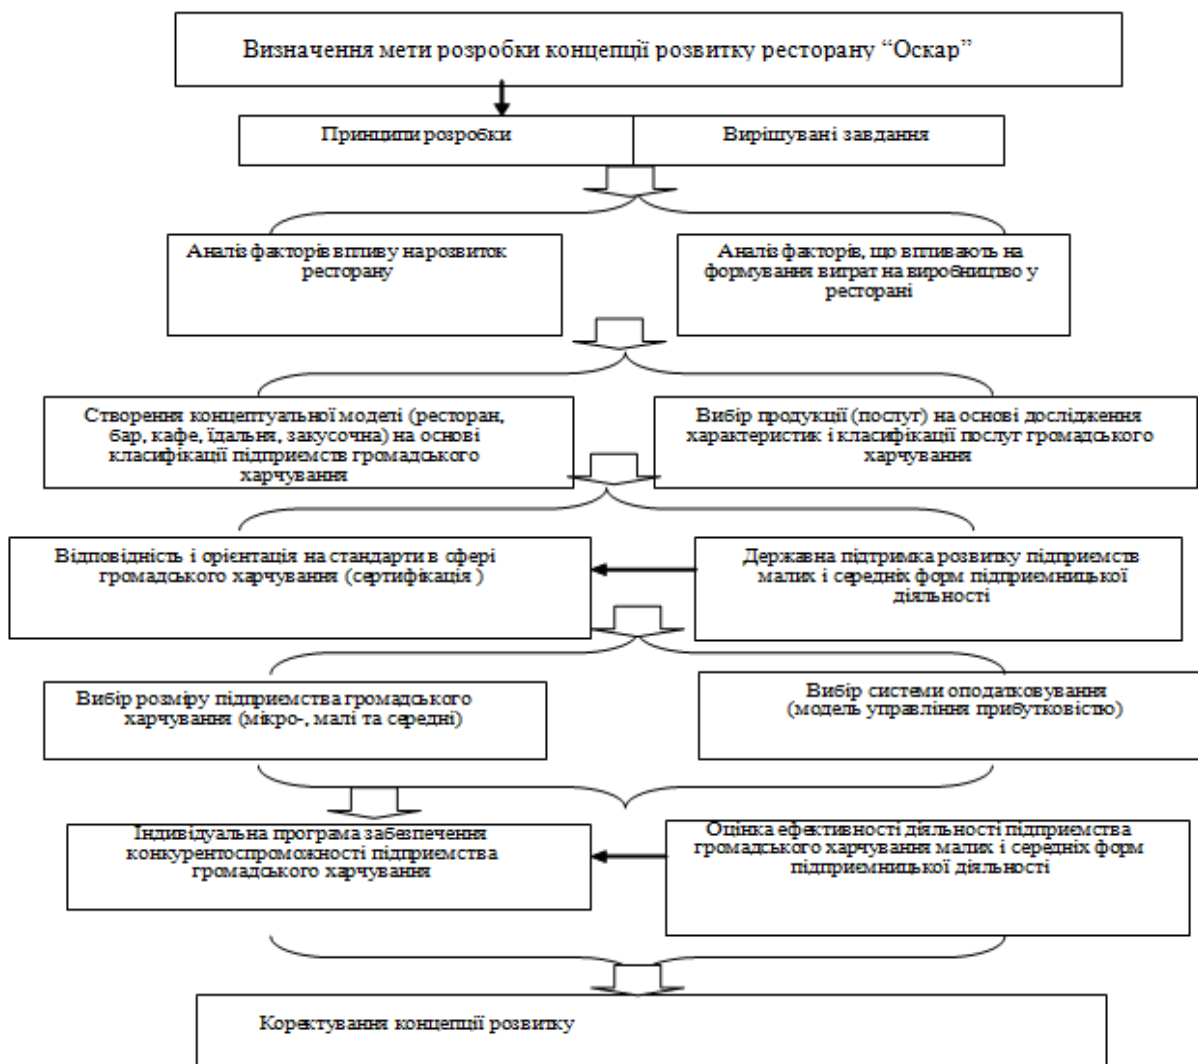 Визначення мети розробки концепції розвитку ресторану “Оскар”
Принципи розробки
Вирішувані завдання
Аналіз факторів впливу на розвиток
ресторану
Аналіз факторів, що впливають на
формування витрат на виробництво у
ресторані
Створення концептуальної моделі (ресторан,
бар, кафе, їдальня, закусочна) на основі
класифікації підприємств громадського
харчування
Вибір продукції (послуг) на основі дослідження
характеристик і класифікації послуг громадського
харчування
Відповідність і орієнтація на стандарти в сфері
громадського харчування (сертифікація )
Державна підтримка розвитку підприємств
малих і середніх форм підприємницької
діяльності
Вибір розміру підприємства громадського
харчування (мікро-, малі та середні)
Вибір системи оподатковування
(модель управління прибутковістю)
Індивідуальна програма забезпечення
конкурентоспроможності підприємства
громадського харчування
Оцінка ефективності діяльності підприємства
громадського харчування малих і середніх форм
підприємницької діяльності
Коректування концепції розвитку